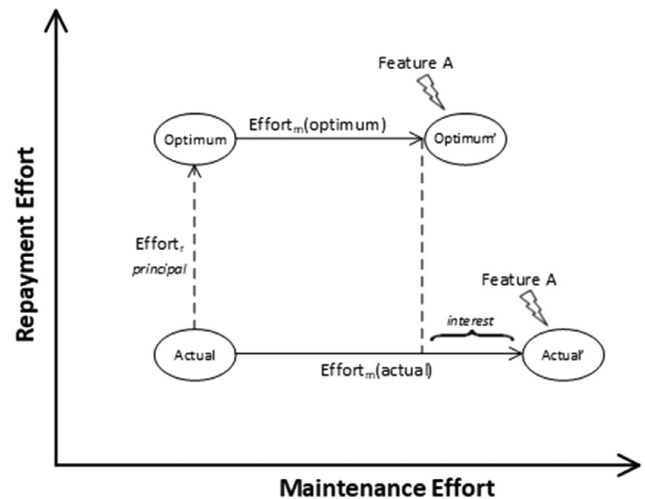 Feature A
Optimum
Effortm(optimum)
Optimum'
Effortr
principal
Feature A
interest
Actual
Effortm(actual)
Actual'
Repayment Effort
Maintenance Effort